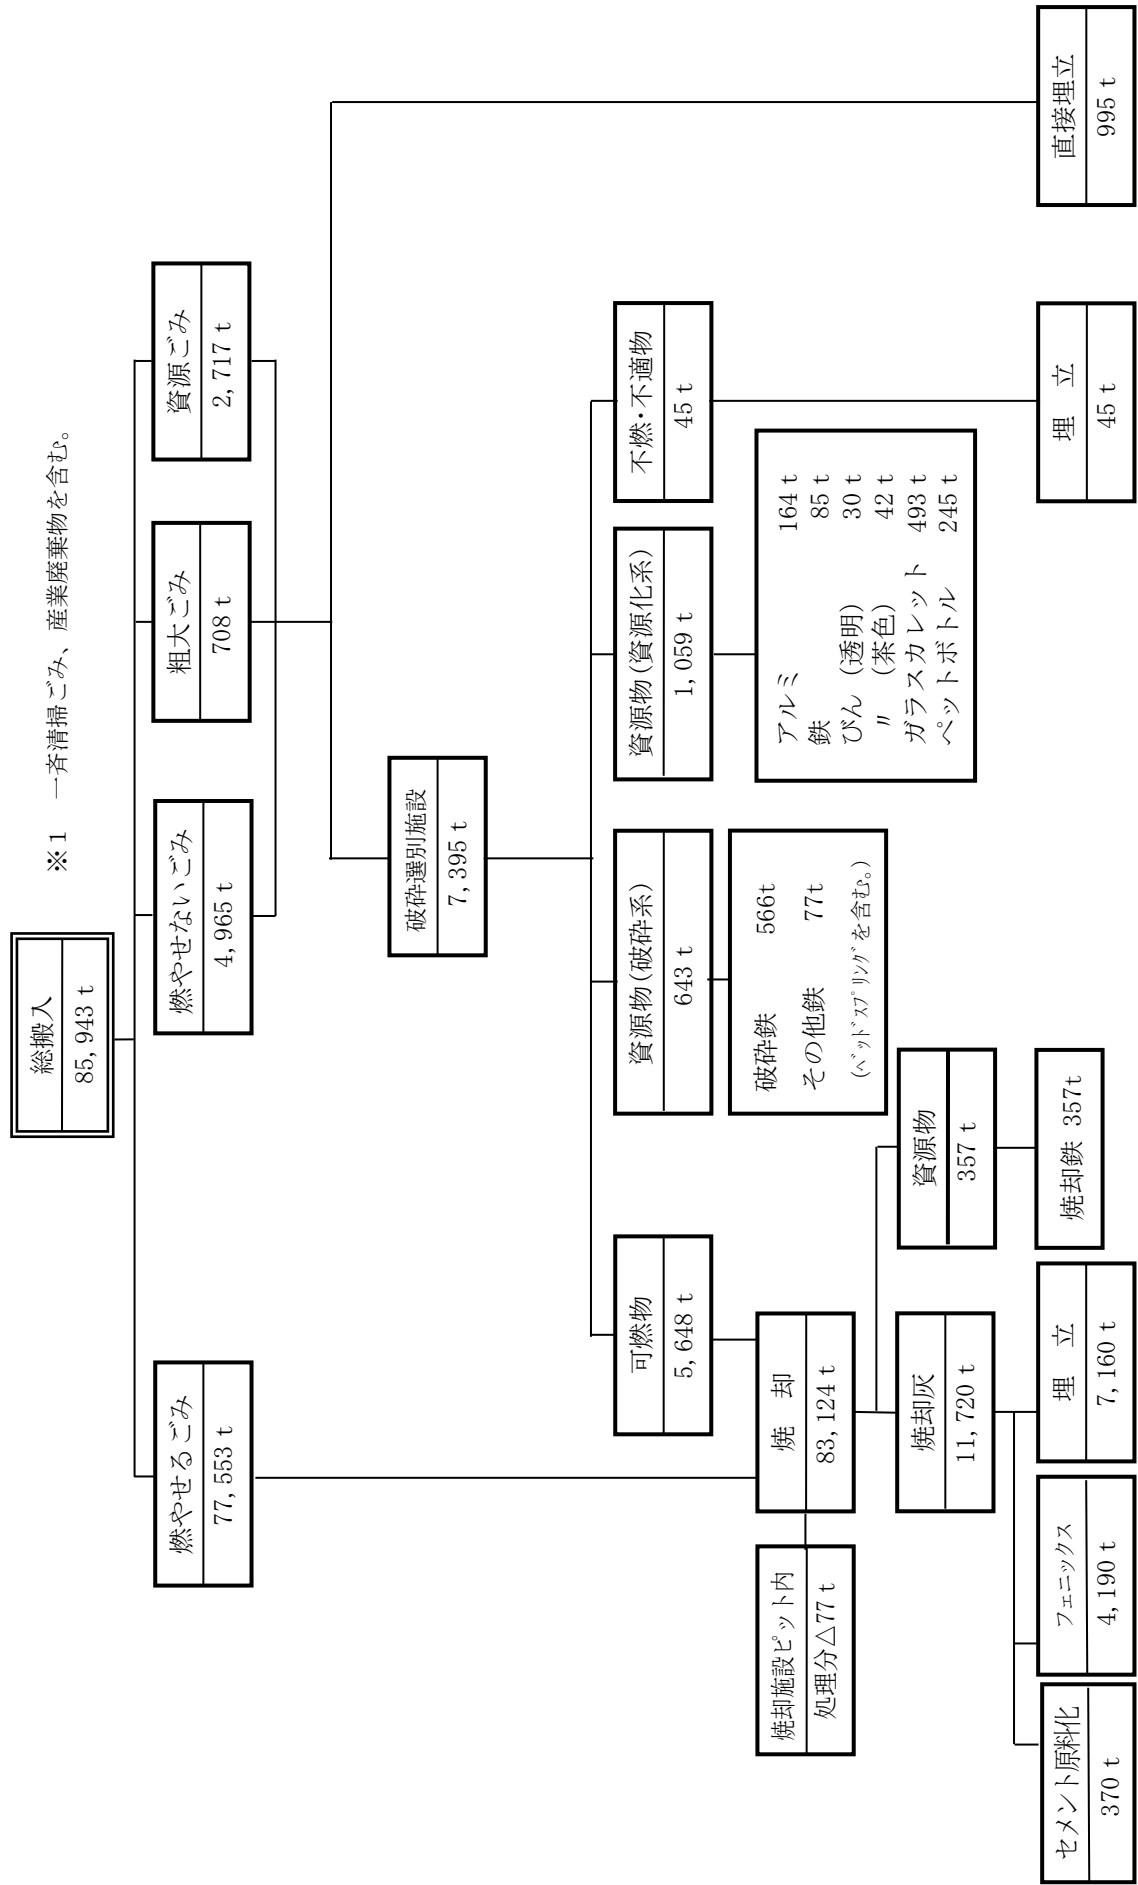 ※1　一斉清掃ごみ、産業廃棄物を含む。
総搬入
85,943 t
燃やせるごみ
77,553 t
燃やせないごみ
4,965 t
粗大ごみ
708 t
資源ごみ
2,717 t
破砕選別施設
7,395 t
可燃物
5,648 t
資源物(破砕系)
643 t
資源物(資源化系)
1,059 t
不燃・不適物
45 t
破砕鉄 566t
その他鉄 77t
(ベッドスプリングを含む。)
アルミ 164 t
鉄 85 t
びん (透明) 30 t
〃 (茶色) 42 t
ガラスカレット 493 t
ペットボトル 245 t
焼却施設ピット内
処理分△77 t
焼　却
83,124 t
焼却灰
11,720 t
資源物
357 t
セメント原料化
370 t
フェニックス
4,190 t
埋　立
7,160 t
焼却鉄 357t
埋　立
45 t
直接埋立
995 t